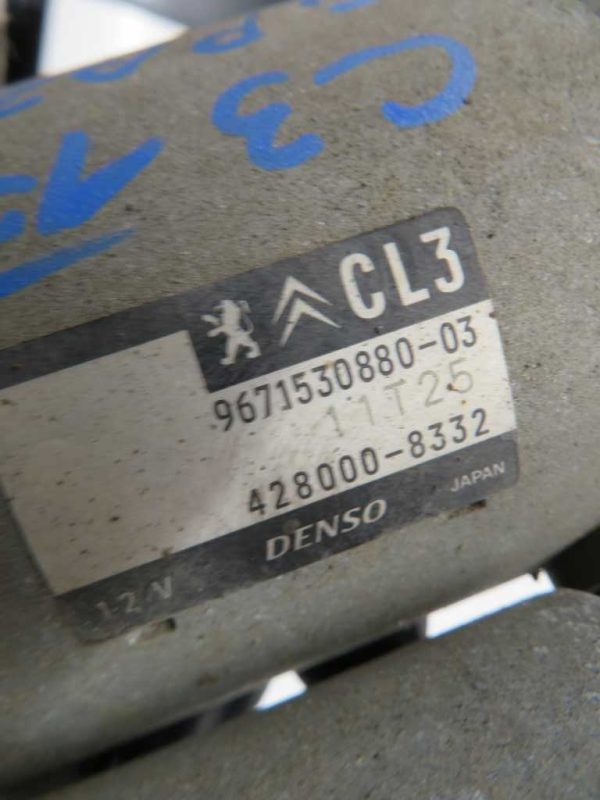 C3
CL3
9671530880-03
11T25
428000-8332
DENSO
JAPAN
12V